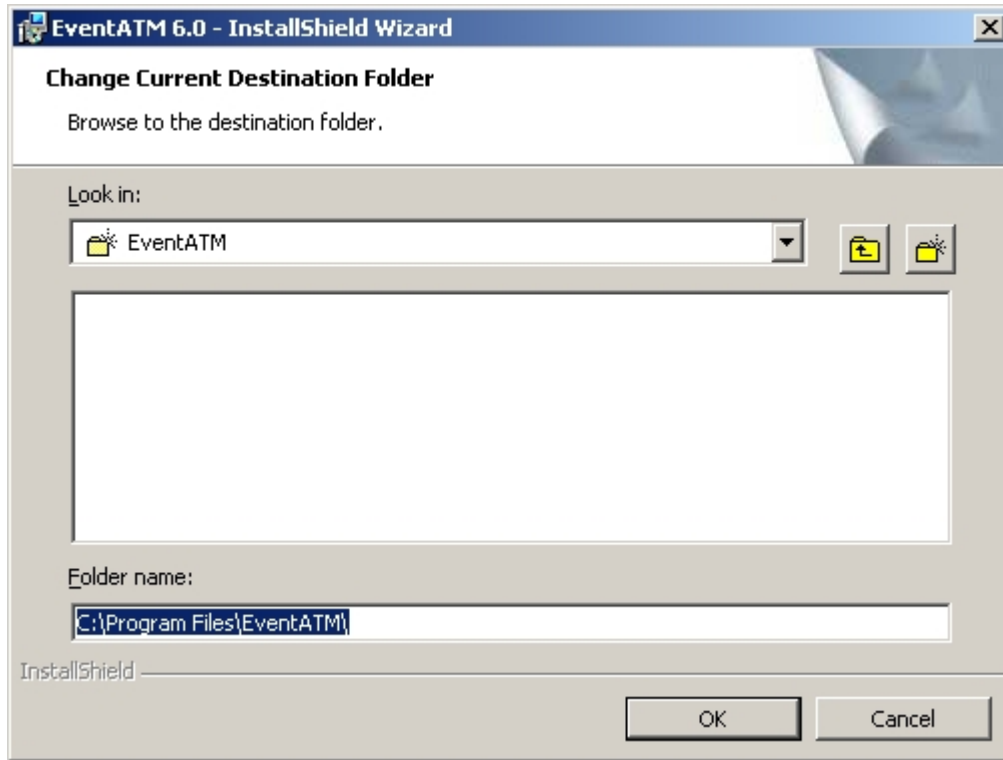 EventATM 6.0 - InstallShield Wizard
Change Current Destination Folder
Browse to the destination folder.
Look in:
EventATM
Folder name:
C:\Program Files\EventATM\
InstallShield
OK Cancel